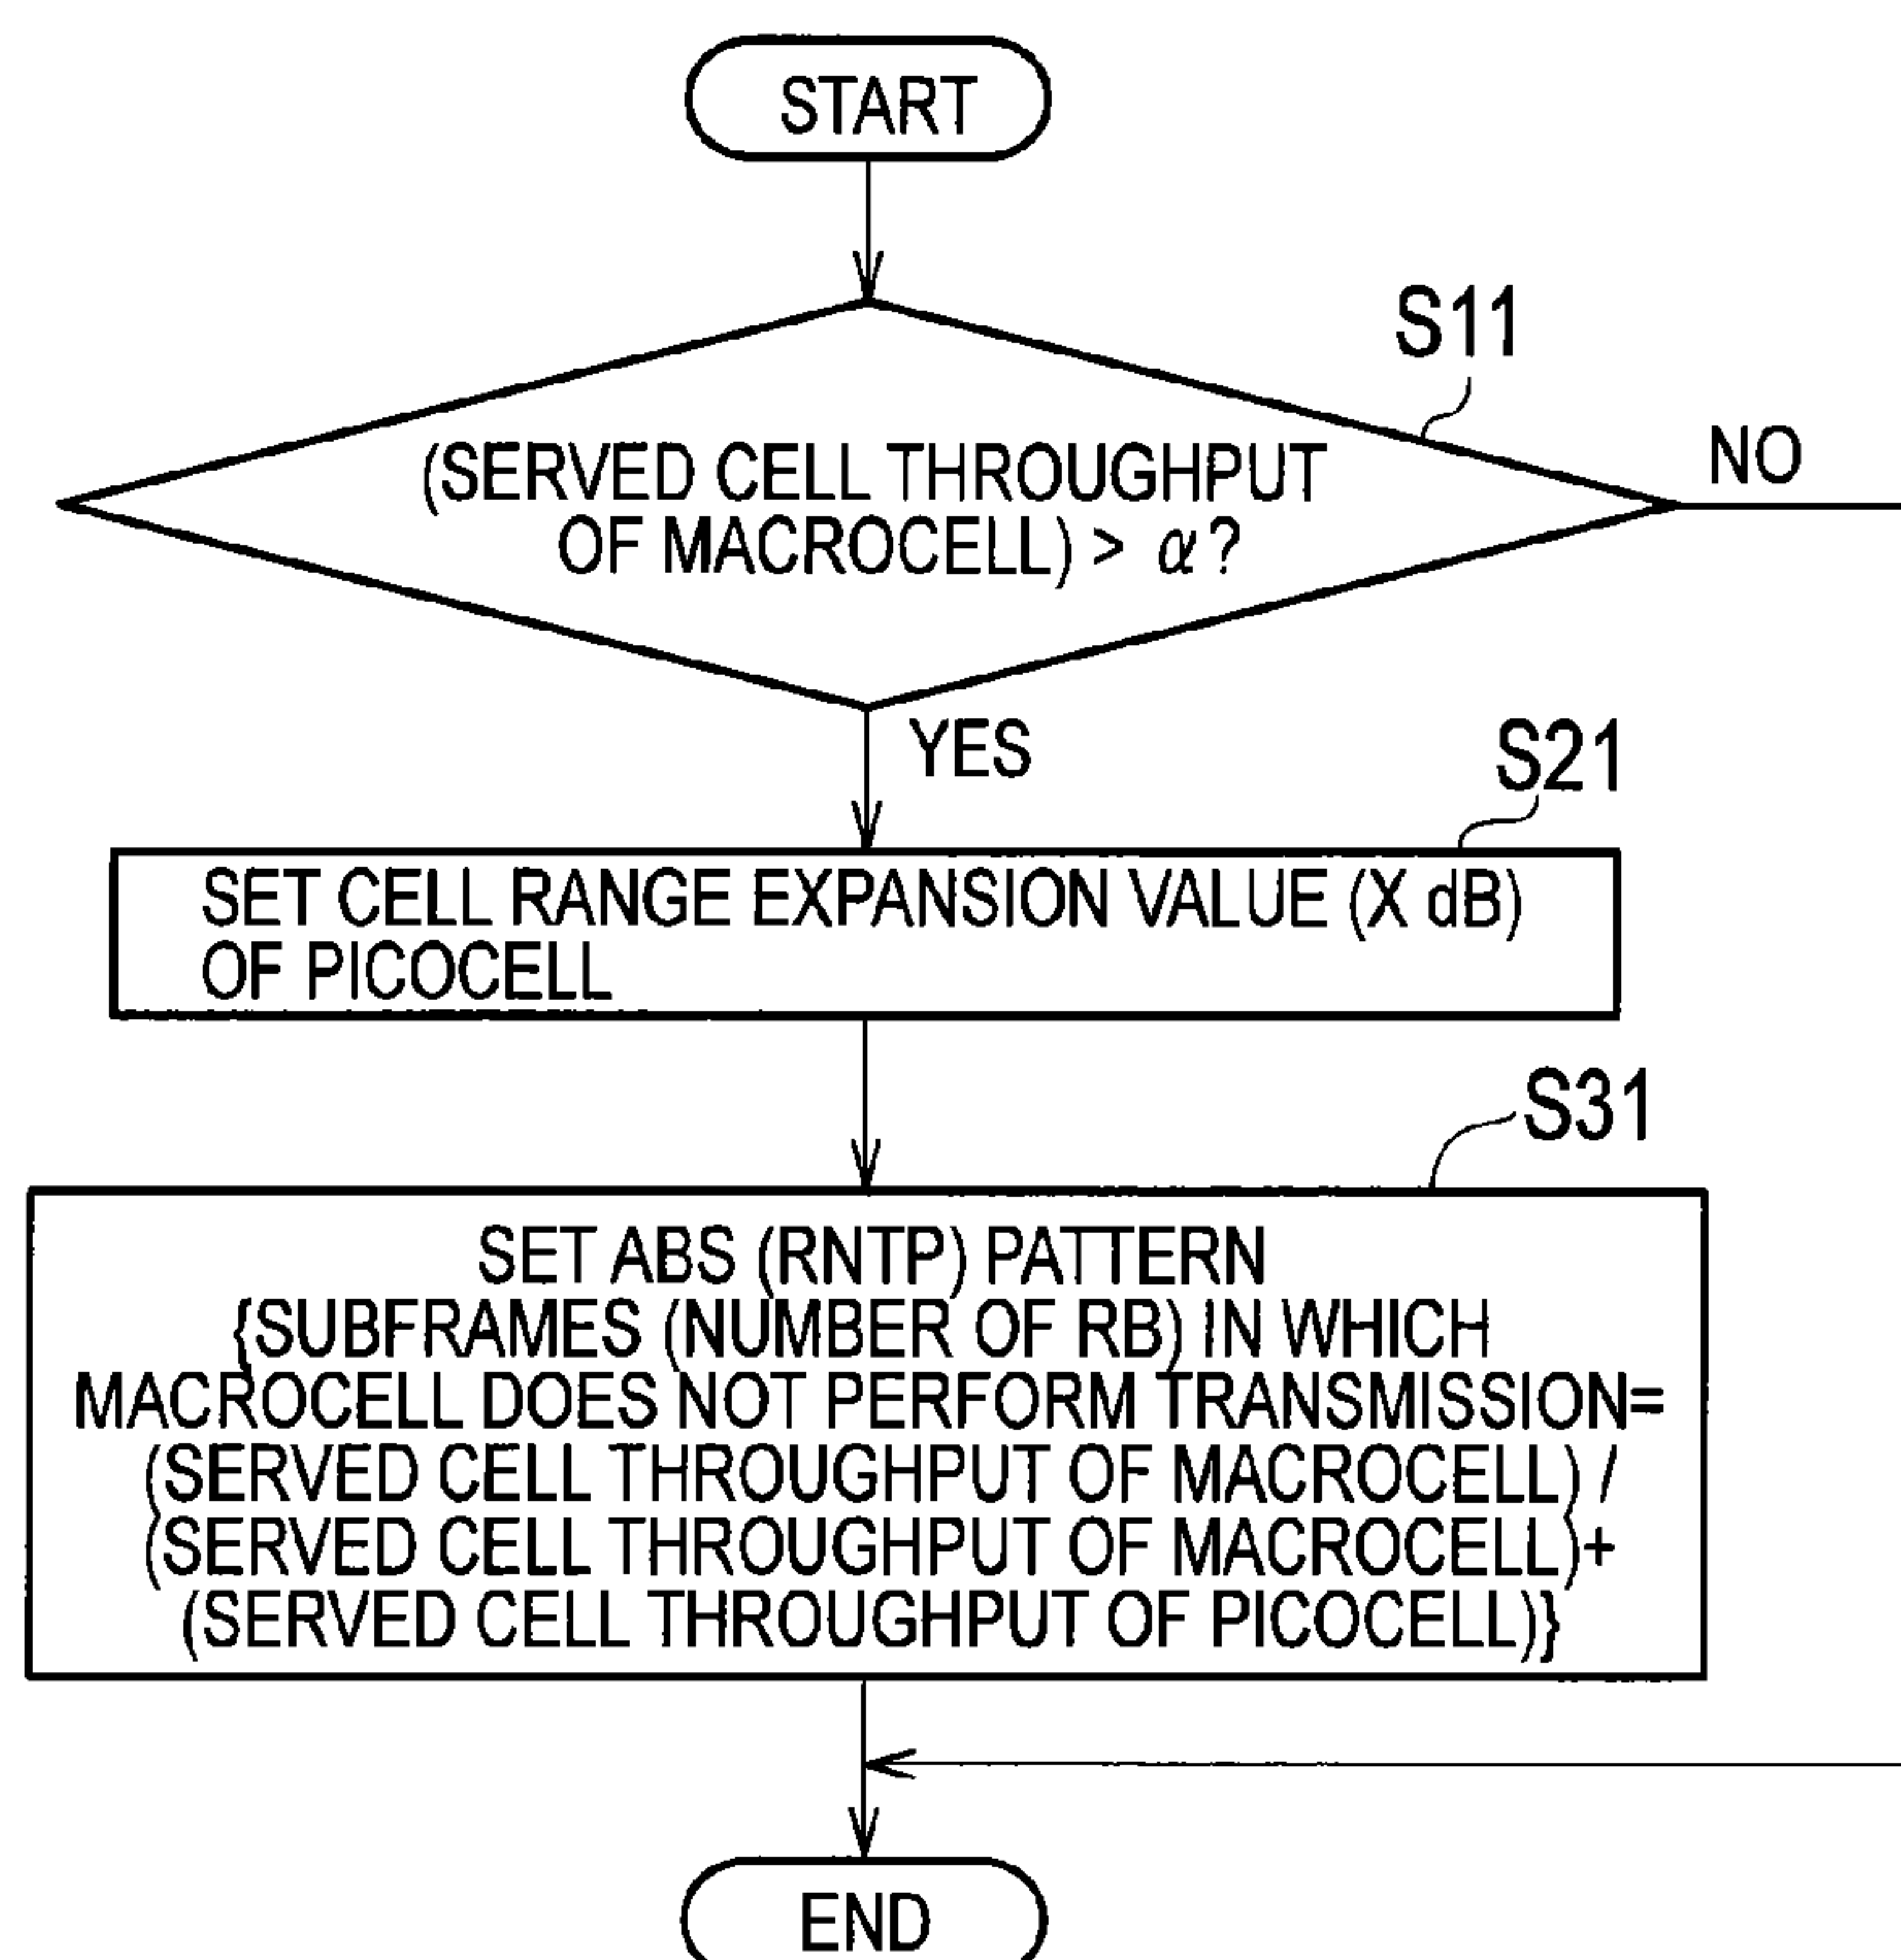 START
S11
(SERVED CELL THROUGHPUT
OF MACROCELL) > α?
NO
YES
S21
SET CELL RANGE EXPANSION VALUE (X dB)
OF PICOCELL
S31
SET ABS (RNTP) PATTERN
{SUBFRAMES (NUMBER OF RB) IN WHICH
MACROCELL DOES NOT PERFORM TRANSMISSION=
(SERVED CELL THROUGHPUT OF MACROCELL) /
(SERVED CELL THROUGHPUT OF MACROCELL)+
(SERVED CELL THROUGHPUT OF PICOCELL)}
END